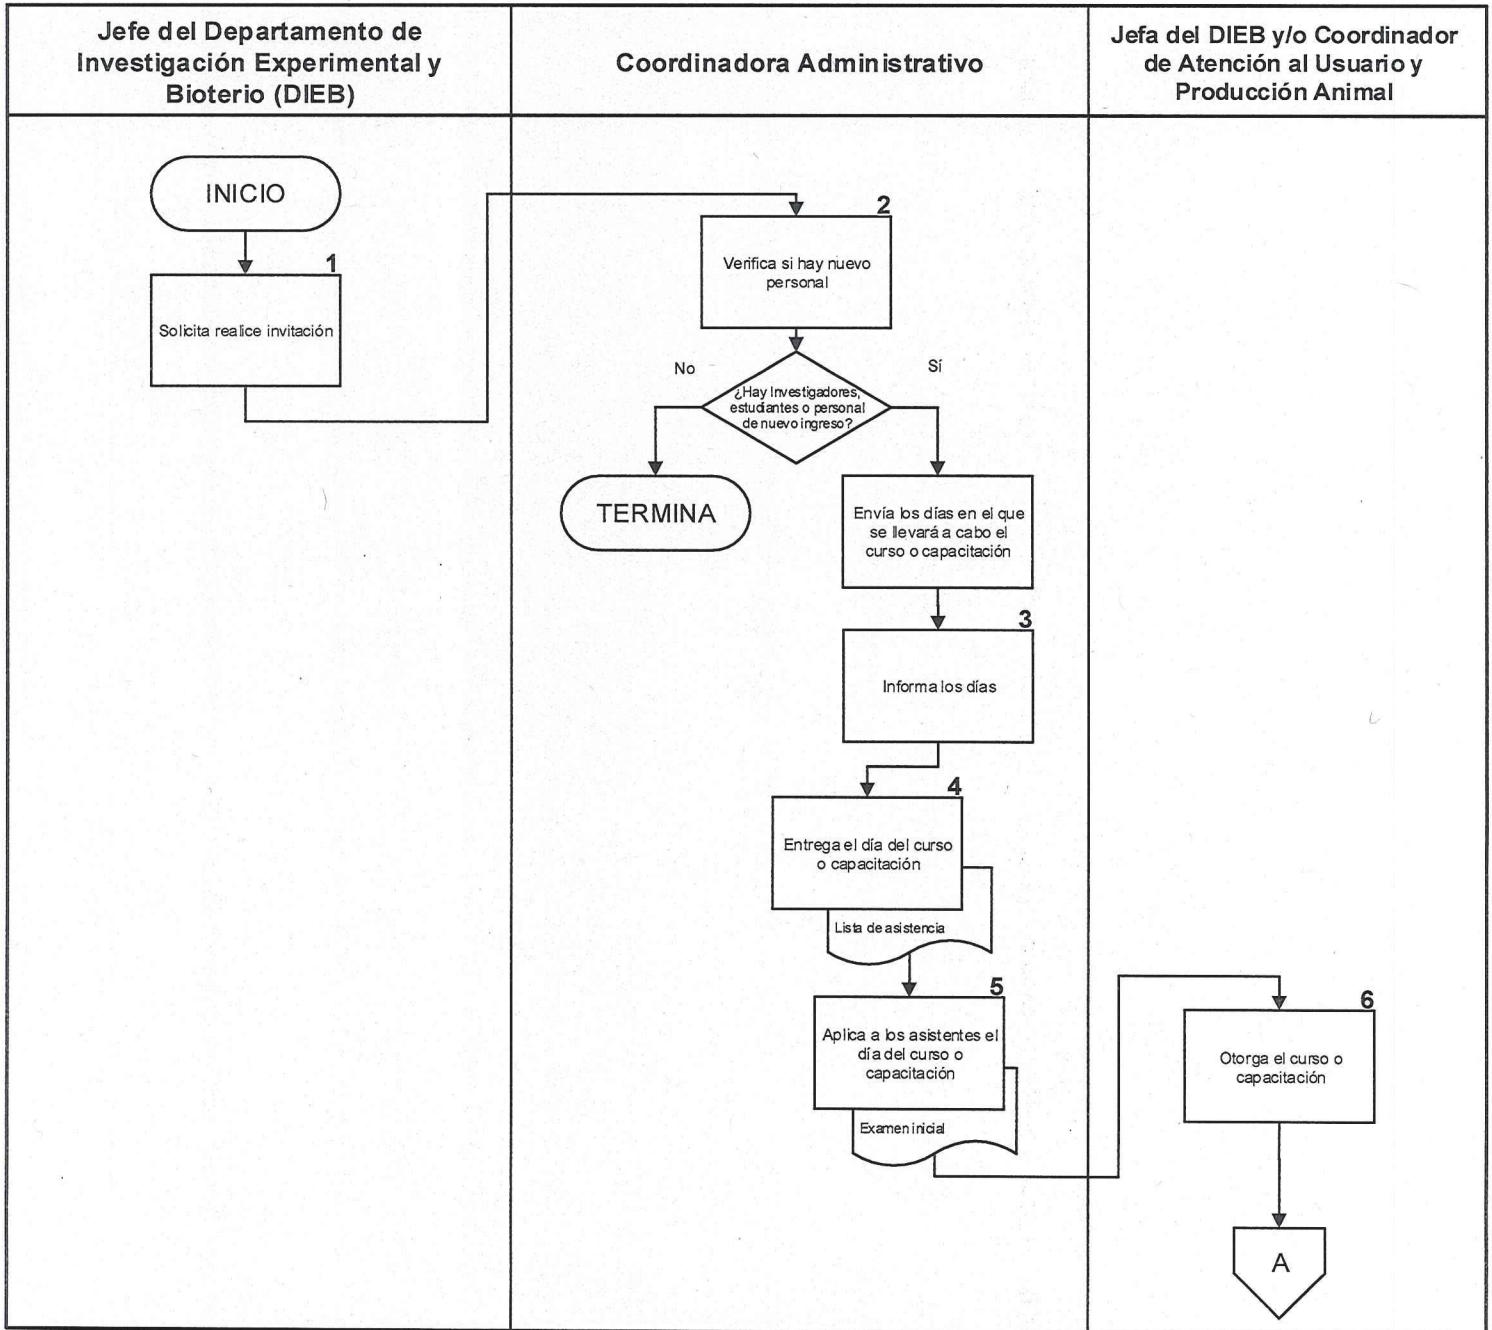 Jefe del Departamento de
Investigación Experimental y
Bioterio (DIEB)
Coordinadora Administrativo
Jefa del DIEB y/o Coordinador
de Atención al Usuario y
Producción Animal
INICIO
1
Solicita realice invitación
2
Verifica si hay nuevo
personal
No
Sí
¿Hay Investigadores,
estudiantes o personal
de nuevo ingreso?
TERMINA
Envía los días en el que
se llevará a cabo el
curso o capacitación
3
Informa los días
4
Entrega el día del curso
o capacitación
Lista de asistencia
5
Aplica a los asistentes el
día del curso o
capacitación
Examen inicial
6
Otorga el curso o
capacitación
A